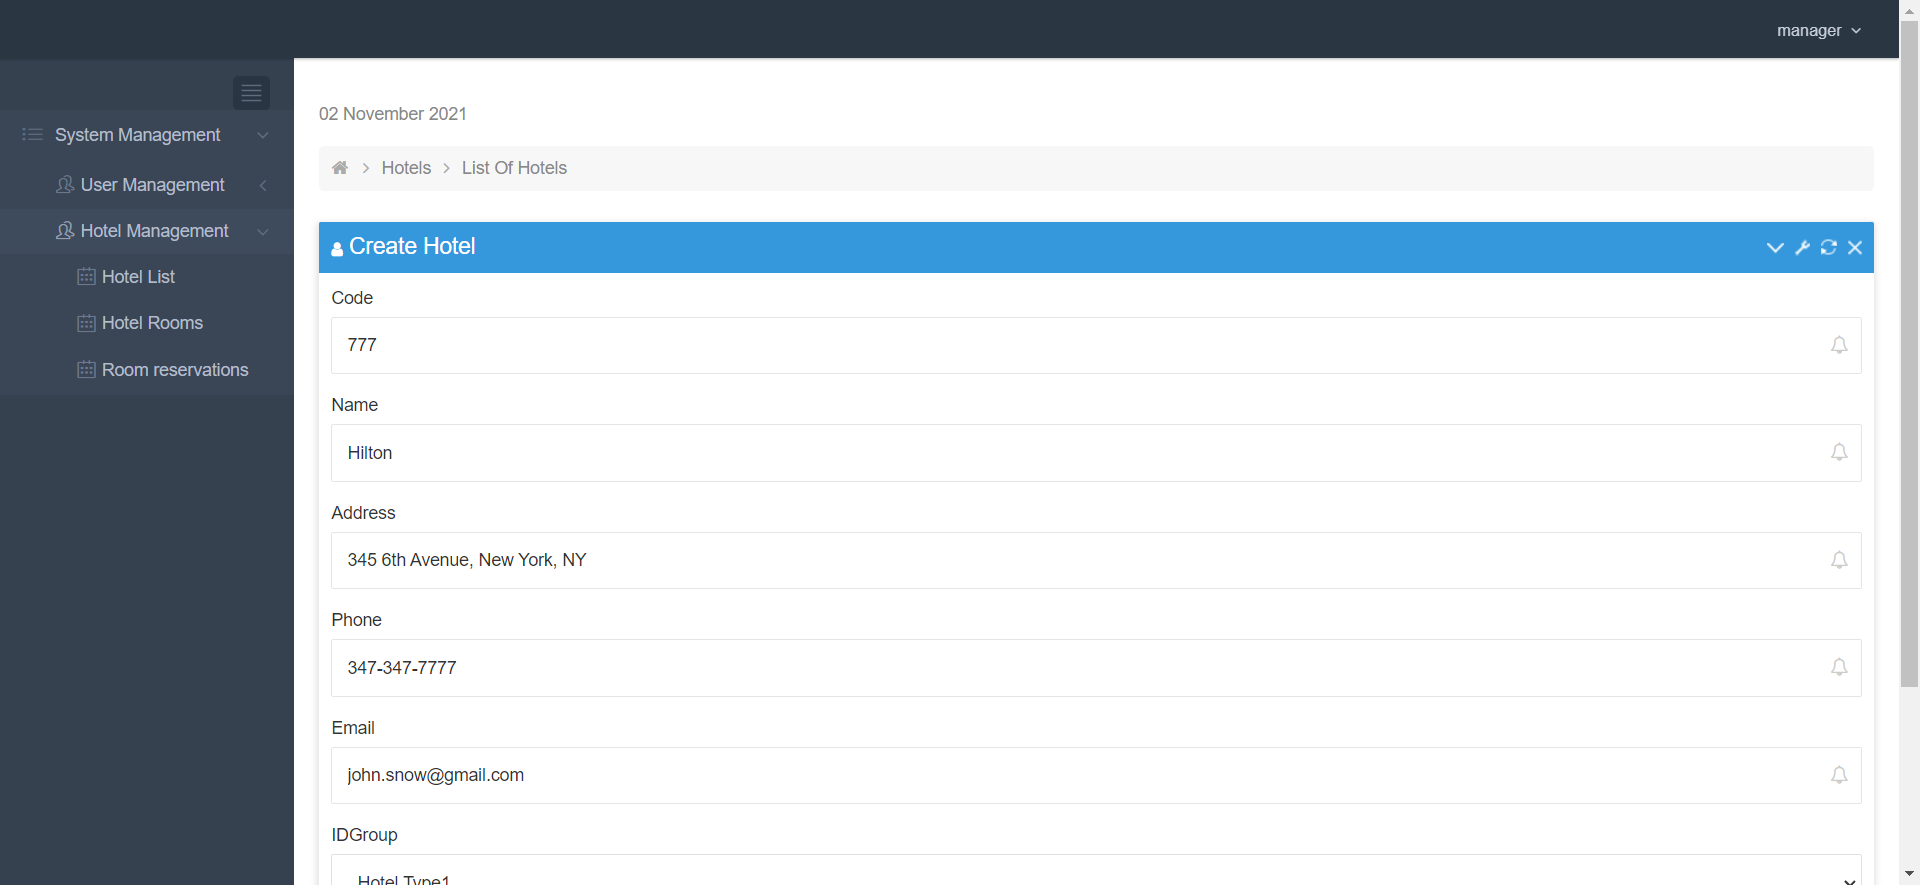 manager
System Management
User Management
Hotel Management
Hotel List
Hotel Rooms
Room reservations
02 November 2021
Hotels > List Of Hotels
Create Hotel
Code
777
Name
Hilton
Address
345 6th Avenue, New York, NY
Phone
347-347-7777
Email
john.snow@gmail.com
IDGroup
Hotel Type1